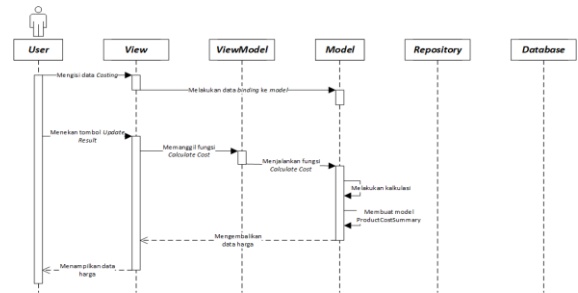 User
View
ViewModel
Model
Repository
Database
Mengisi data Costing
Melakukan data binding ke model
Menekan tombol Update
Result
Memanggil fungsi
Calculate Cost
Menjalankan fungsi
Calculate Cost
Melakukan kalkulasi
Membuat model
ProductCostSummary
Mengembalikan
data harga
Menampilkan data
harga